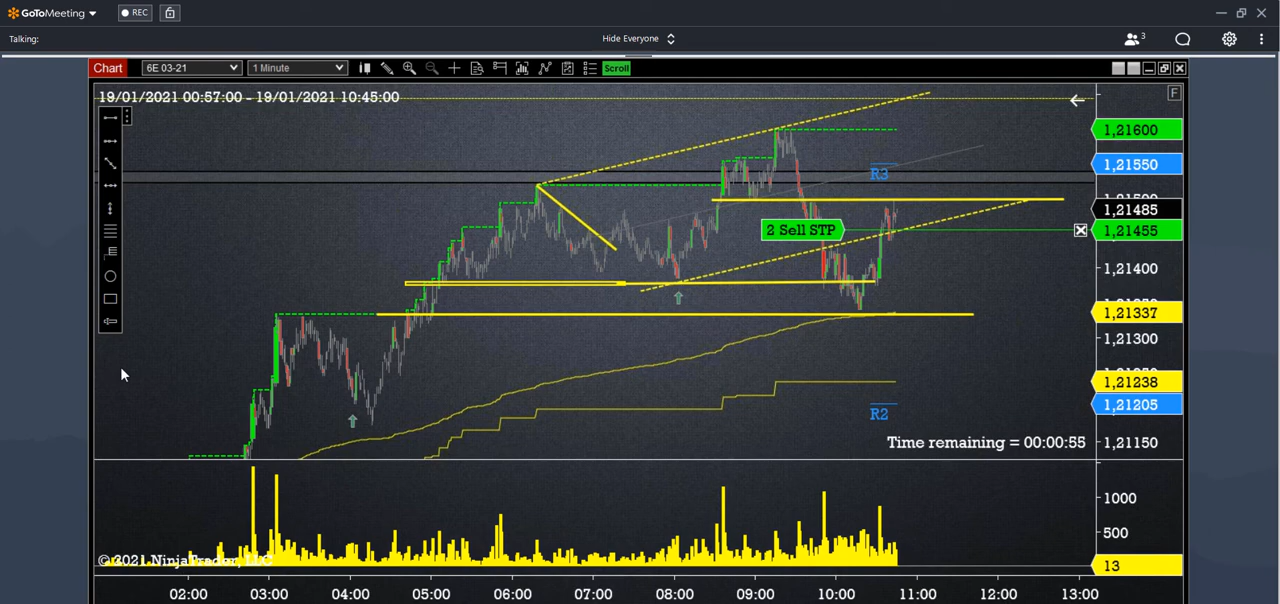 GoToMeeting
REC
Talking:
Hide Everyone
3
Chart
6E 03-21
1 Minute
Scroll
19/01/2021 00:57:00 - 19/01/2021 10:45:00
F
1,21600
1,21550
R3
1,21485
2 Sell STP
1,21455
1,21400
1,21337
1,21300
1,21238
1,21205
R2
Time remaining = 00:00:55
1,21150
1000
500
© 2021 NinjaTrader, LLC
13
02:00 03:00 04:00 05:00 06:00 07:00 08:00 09:00 10:00 11:00 12:00 13:00